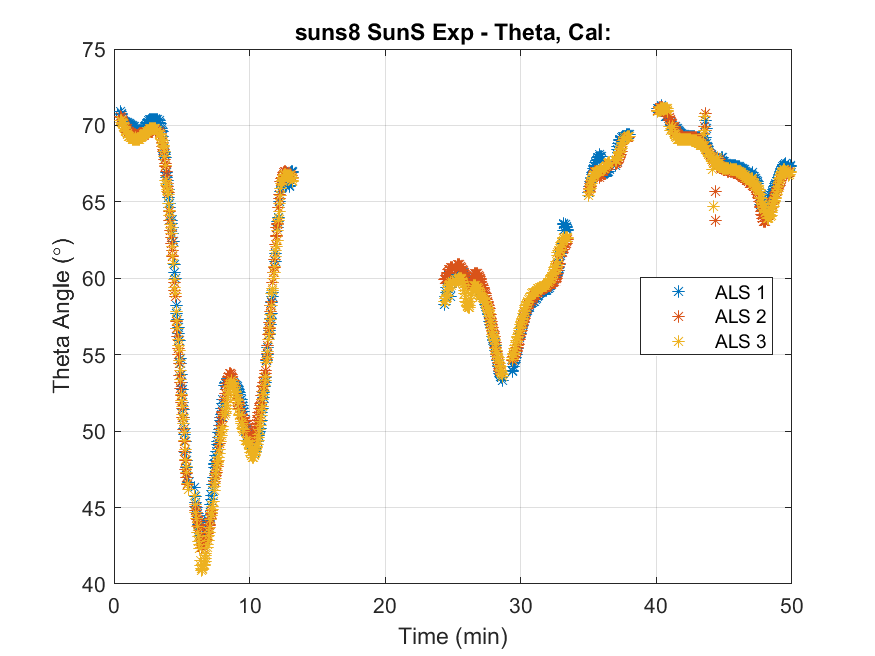 suns8 SunS Exp - Theta, Cal:
75
70
65
60
55
50
45
40
Theta Angle (°)
ALS 1
ALS 2
ALS 3
0 10 20 30 40 50
Time (min)